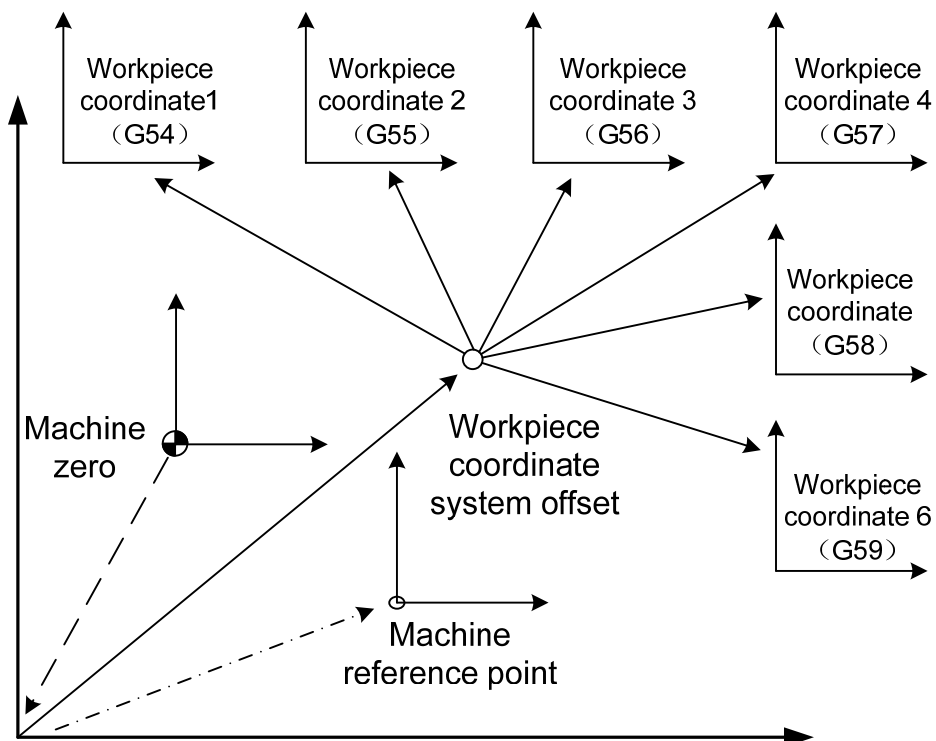 Workpiece
coordinate1
（G54）
Workpiece
coordinate 2
（G55）
Workpiece
coordinate 3
（G56）
Workpiece
coordinate 4
（G57）
Workpiece
coordinate
（G58）
Machine
zero
Workpiece
coordinate
system offset
Workpiece
coordinate 6
（G59）
Machine
reference point